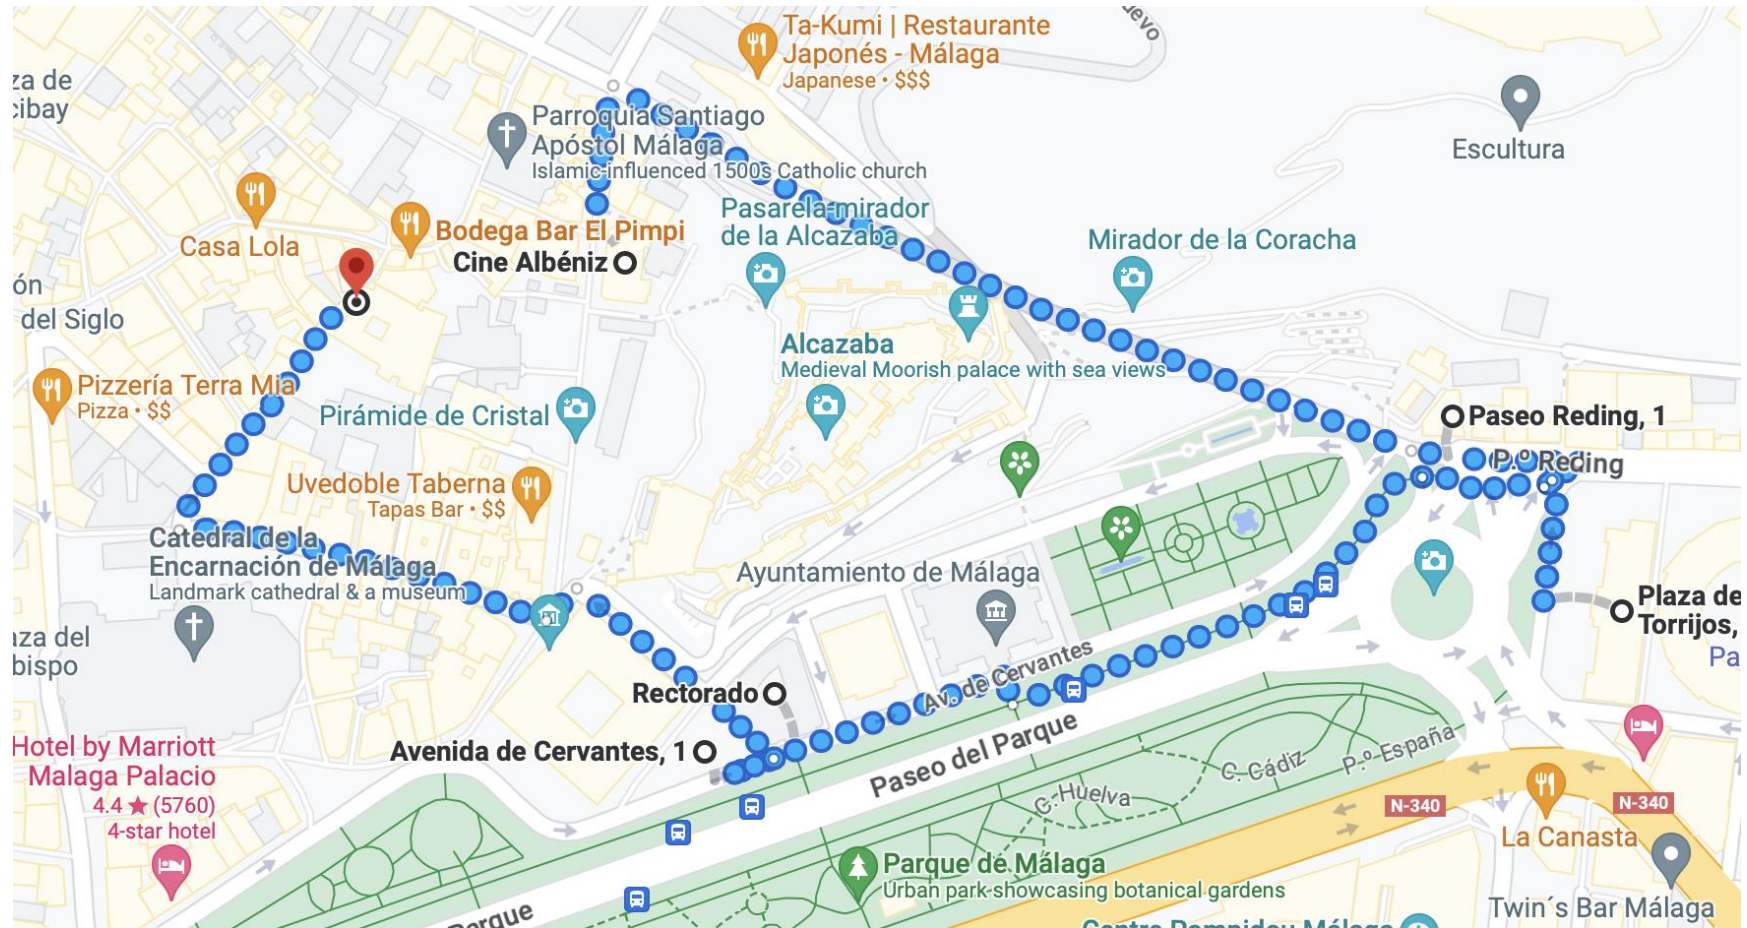 uevo
Ta-Kumi | Restaurante
Japonés - Málaga
Japanese • $$$
za de
cibay
Parroquia Santiago
Apóstol Málaga
Islamic-influenced 1500s Catholic church
Escultura
Casa Lola
Bodega Bar El Pimpi
Cine Albéniz
Pasarela-mirador
de la Alcazaba
Mirador de la Coracha
ón
del Siglo
Alcazaba
Medieval Moorish palace with sea views
Pizzería Terra Mia
Pizza • $$
Pirámide de Cristal
Paseo Reding, 1
P.º Reding
Uvedoble Taberna
Tapas Bar • $$
Catedral de la
Encarnación de Málaga
Landmark cathedral & a museum
Ayuntamiento de Málaga
Plaza de
Torrijos,
Pa
aza del
bispo
Rectorado
Av. de Cervantes
Avenida de Cervantes, 1
Paseo del Parque
Hotel by Marriott
Malaga Palacio
4.4 ★ (5760)
4-star hotel
C. Cádiz
P.º España
C. Huelva
N-340
N-340
La Canasta
Parque de Málaga
Urban park showcasing botanical gardens
Twin´s Bar Málaga
Parque
Centre Pompidou Málaga